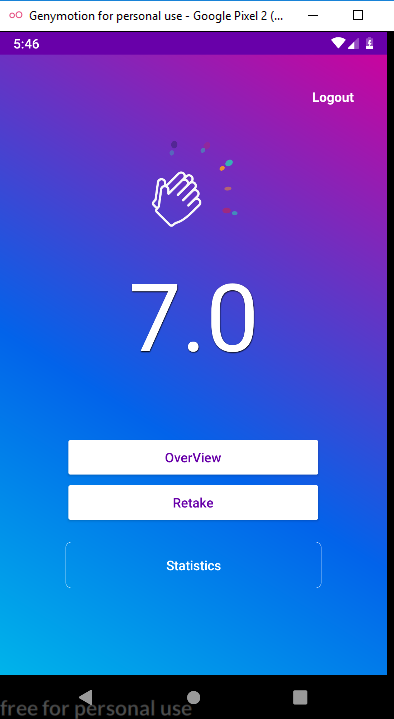 Genymotion for personal use - Google Pixel 2 (...
5:46
Logout
7.0
OverView
Retake
Statistics
free for personal use